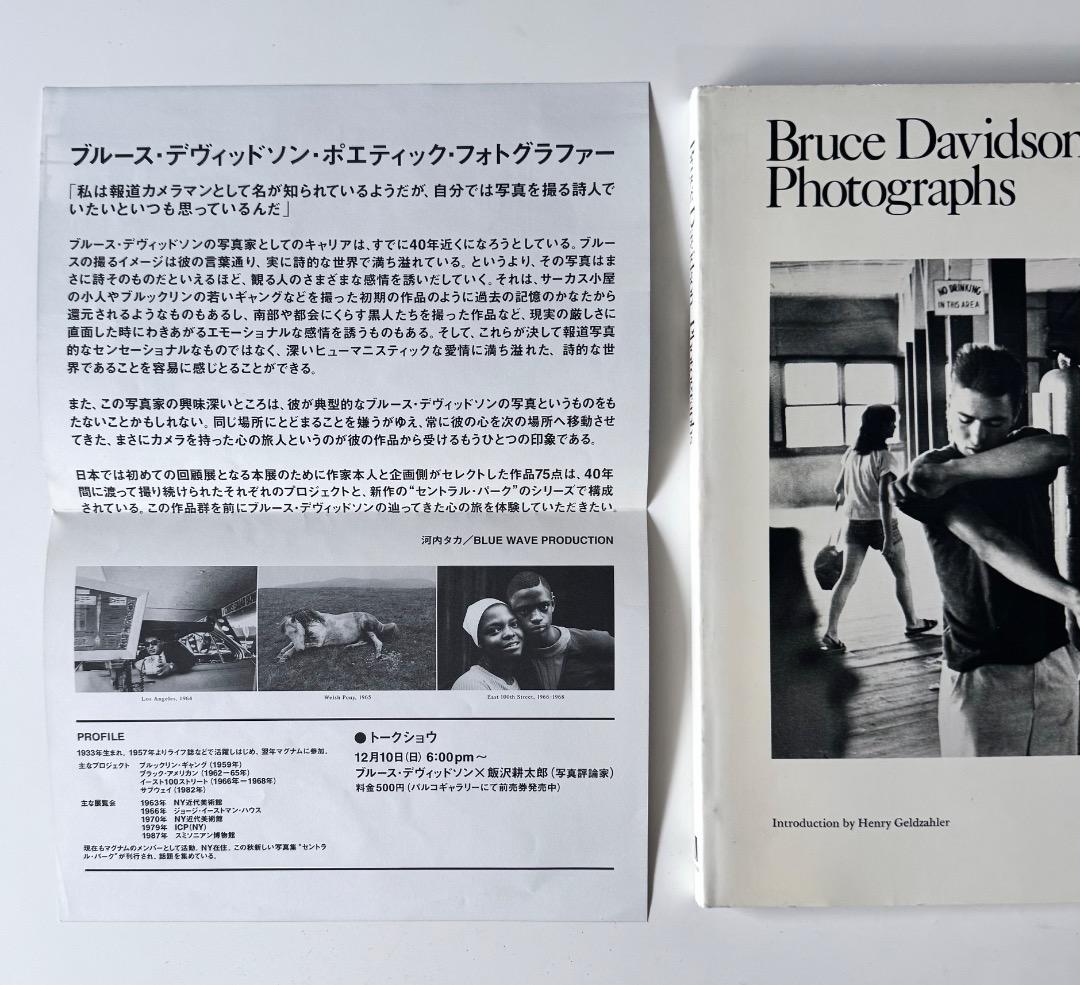 ブルース・デヴィッドソン・ポエティック・フォトグラファー
「私は報道カメラマンとして名が知られているようだが、自分では写真を撮る詩人で
いたいといつも思っているんだ」
ブルース・デヴィッドソンの写真家としてのキャリアは、すでに40年近くになろうとしている。ブルー
スの撮るイメージは彼の言葉通り、実に詩的な世界で満ち溢れている。というより、その写真はま
さに詩そのものだといえるほど、観る人のさまざまな感情を誘いだしていく。それは、サーカス小屋
の小人やブルックリンの若いギャングなどを撮った初期の作品のように過去の記憶のかなたから
還元されるようなものもあるし、南部や都会にくらす黒人たちを撮った作品など、現実の厳しさに
直面した時にわきあがるエモーショナルな感情を誘うものもある。そして、これらが決して報道写真
的なセンセーショナルなものではなく、深いヒューマニスティックな愛情に満ち溢れた、詩的な世
界であることを容易に感じとることができる。
また、この写真家の興味深いところは、彼が典型的なブルース・デヴィッドソンの写真というものをも
たないことかもしれない。同じ場所にとどまることを嫌うがゆえ、常に彼の心を次の場所へ移動させ
てきた、まさにカメラを持った心の旅人というのが彼の作品から受けるもうひとつの印象である。
日本では初めての回顧展となる本展のために作家本人と企画側がセレクトした作品75点は、40年
間に渡って撮り続けられたそれぞれのプロジェクトと、新作の“セントラル・パーク”のシリーズで構成
されている。この作品群を前にブルース・デヴィッドソンの辿ってきた心の旅を体験していただきたい。
河内タカ／BLUE WAVE PRODUCTION
Los Angeles, 1964
Welsh Pony, 1965
East 100th Street, 1966-1968
PROFILE
1933年生まれ。1957年よりライフ誌などで活躍しはじめ、翌年マグナムに参加。
主なプロジェクト ブルックリン・ギャング(1959年)
ブラック・アメリカン(1962−65年)
イースト100ストリート(1966年−1968年)
サブウェイ(1982年)
主な展覧会 1963年 NY近代美術館
1966年 ジョージ・イーストマン・ハウス
1970年 NY近代美術館
1979年 ICP(NY)
1987年 スミソニアン博物館
現在もマグナムのメンバーとして活動。NY在住。この秋新しい写真集“セントラ
ル・パーク”が刊行され、話題を集めている。
●トークショウ
12月10日(日) 6:00pm〜
ブルース・デヴィッドソン×飯沢耕太郎(写真評論家)
料金500円(パルコギャラリーにて前売券発売中)
Bruce Davidson Photographs
Bruce Davidson
Photographs
NO DRINKING
IN THIS AREA
Introduction by Henry Geldzahler